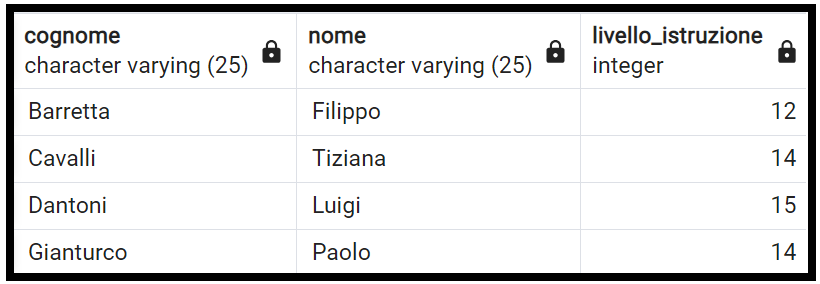 cognome nome livello_istruzione
character varying (25) character varying (25) integer
Barretta Filippo 12
Cavalli Tiziana 14
Dantoni Luigi 15
Gianturco Paolo 14